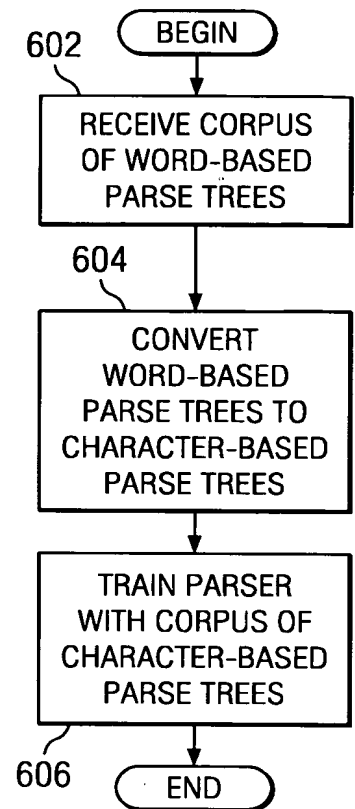 BEGIN
602
RECEIVE CORPUS
OF WORD-BASED
PARSE TREES
604
CONVERT
WORD-BASED
PARSE TREES TO
CHARACTER-BASED
PARSE TREES
TRAIN PARSER
WITH CORPUS OF
CHARACTER-BASED
PARSE TREES
606
END